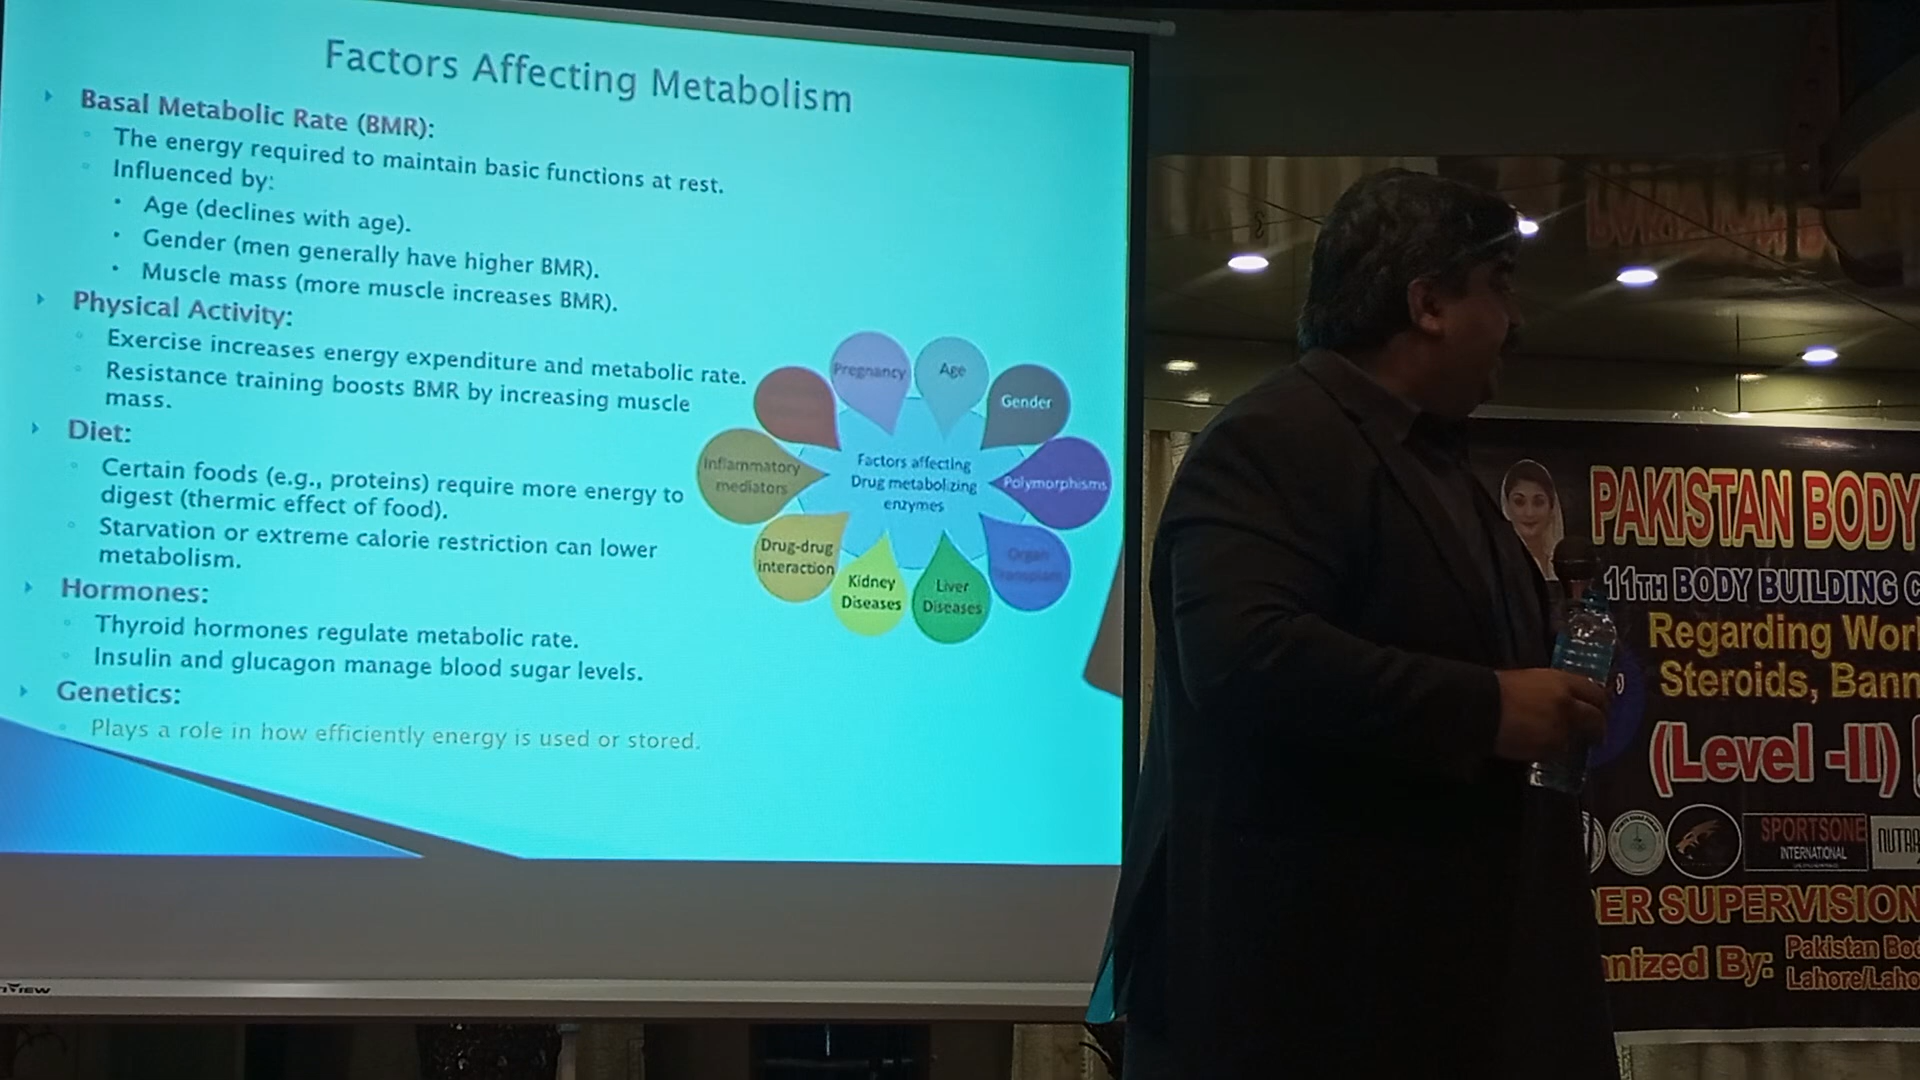 Factors Affecting Metabolism
Basal Metabolic Rate (BMR):
The energy required to maintain basic functions at rest.
Influenced by:
Age (declines with age).
Gender (men generally have higher BMR).
Muscle mass (more muscle increases BMR).
Physical Activity:
Exercise increases energy expenditure and metabolic rate.
Resistance training boosts BMR by increasing muscle
mass.
Diet:
Certain foods (e.g., proteins) require more energy to
digest (thermic effect of food).
Starvation or extreme calorie restriction can lower
metabolism.
Hormones:
Thyroid hormones regulate metabolic rate.
Insulin and glucagon manage blood sugar levels.
Genetics:
Plays a role in how efficiently energy is used or stored.
Pregnancy
Age
Gender
Polymorphisms
Organ
transplant
Liver
Diseases
Kidney
Diseases
Drug-drug
interaction
Inflammatory
mediators
Factors affecting
Drug metabolizing
enzymes
PAKISTAN BODY
11TH BODY BUILDING C
Regarding Wor
Steroids, Bann
(Level -II)
SPORTSONE
INTERNATIONAL
NUTRA
ER SUPERVISION
nized By:
Pakistan Bod
Lahore/Laho